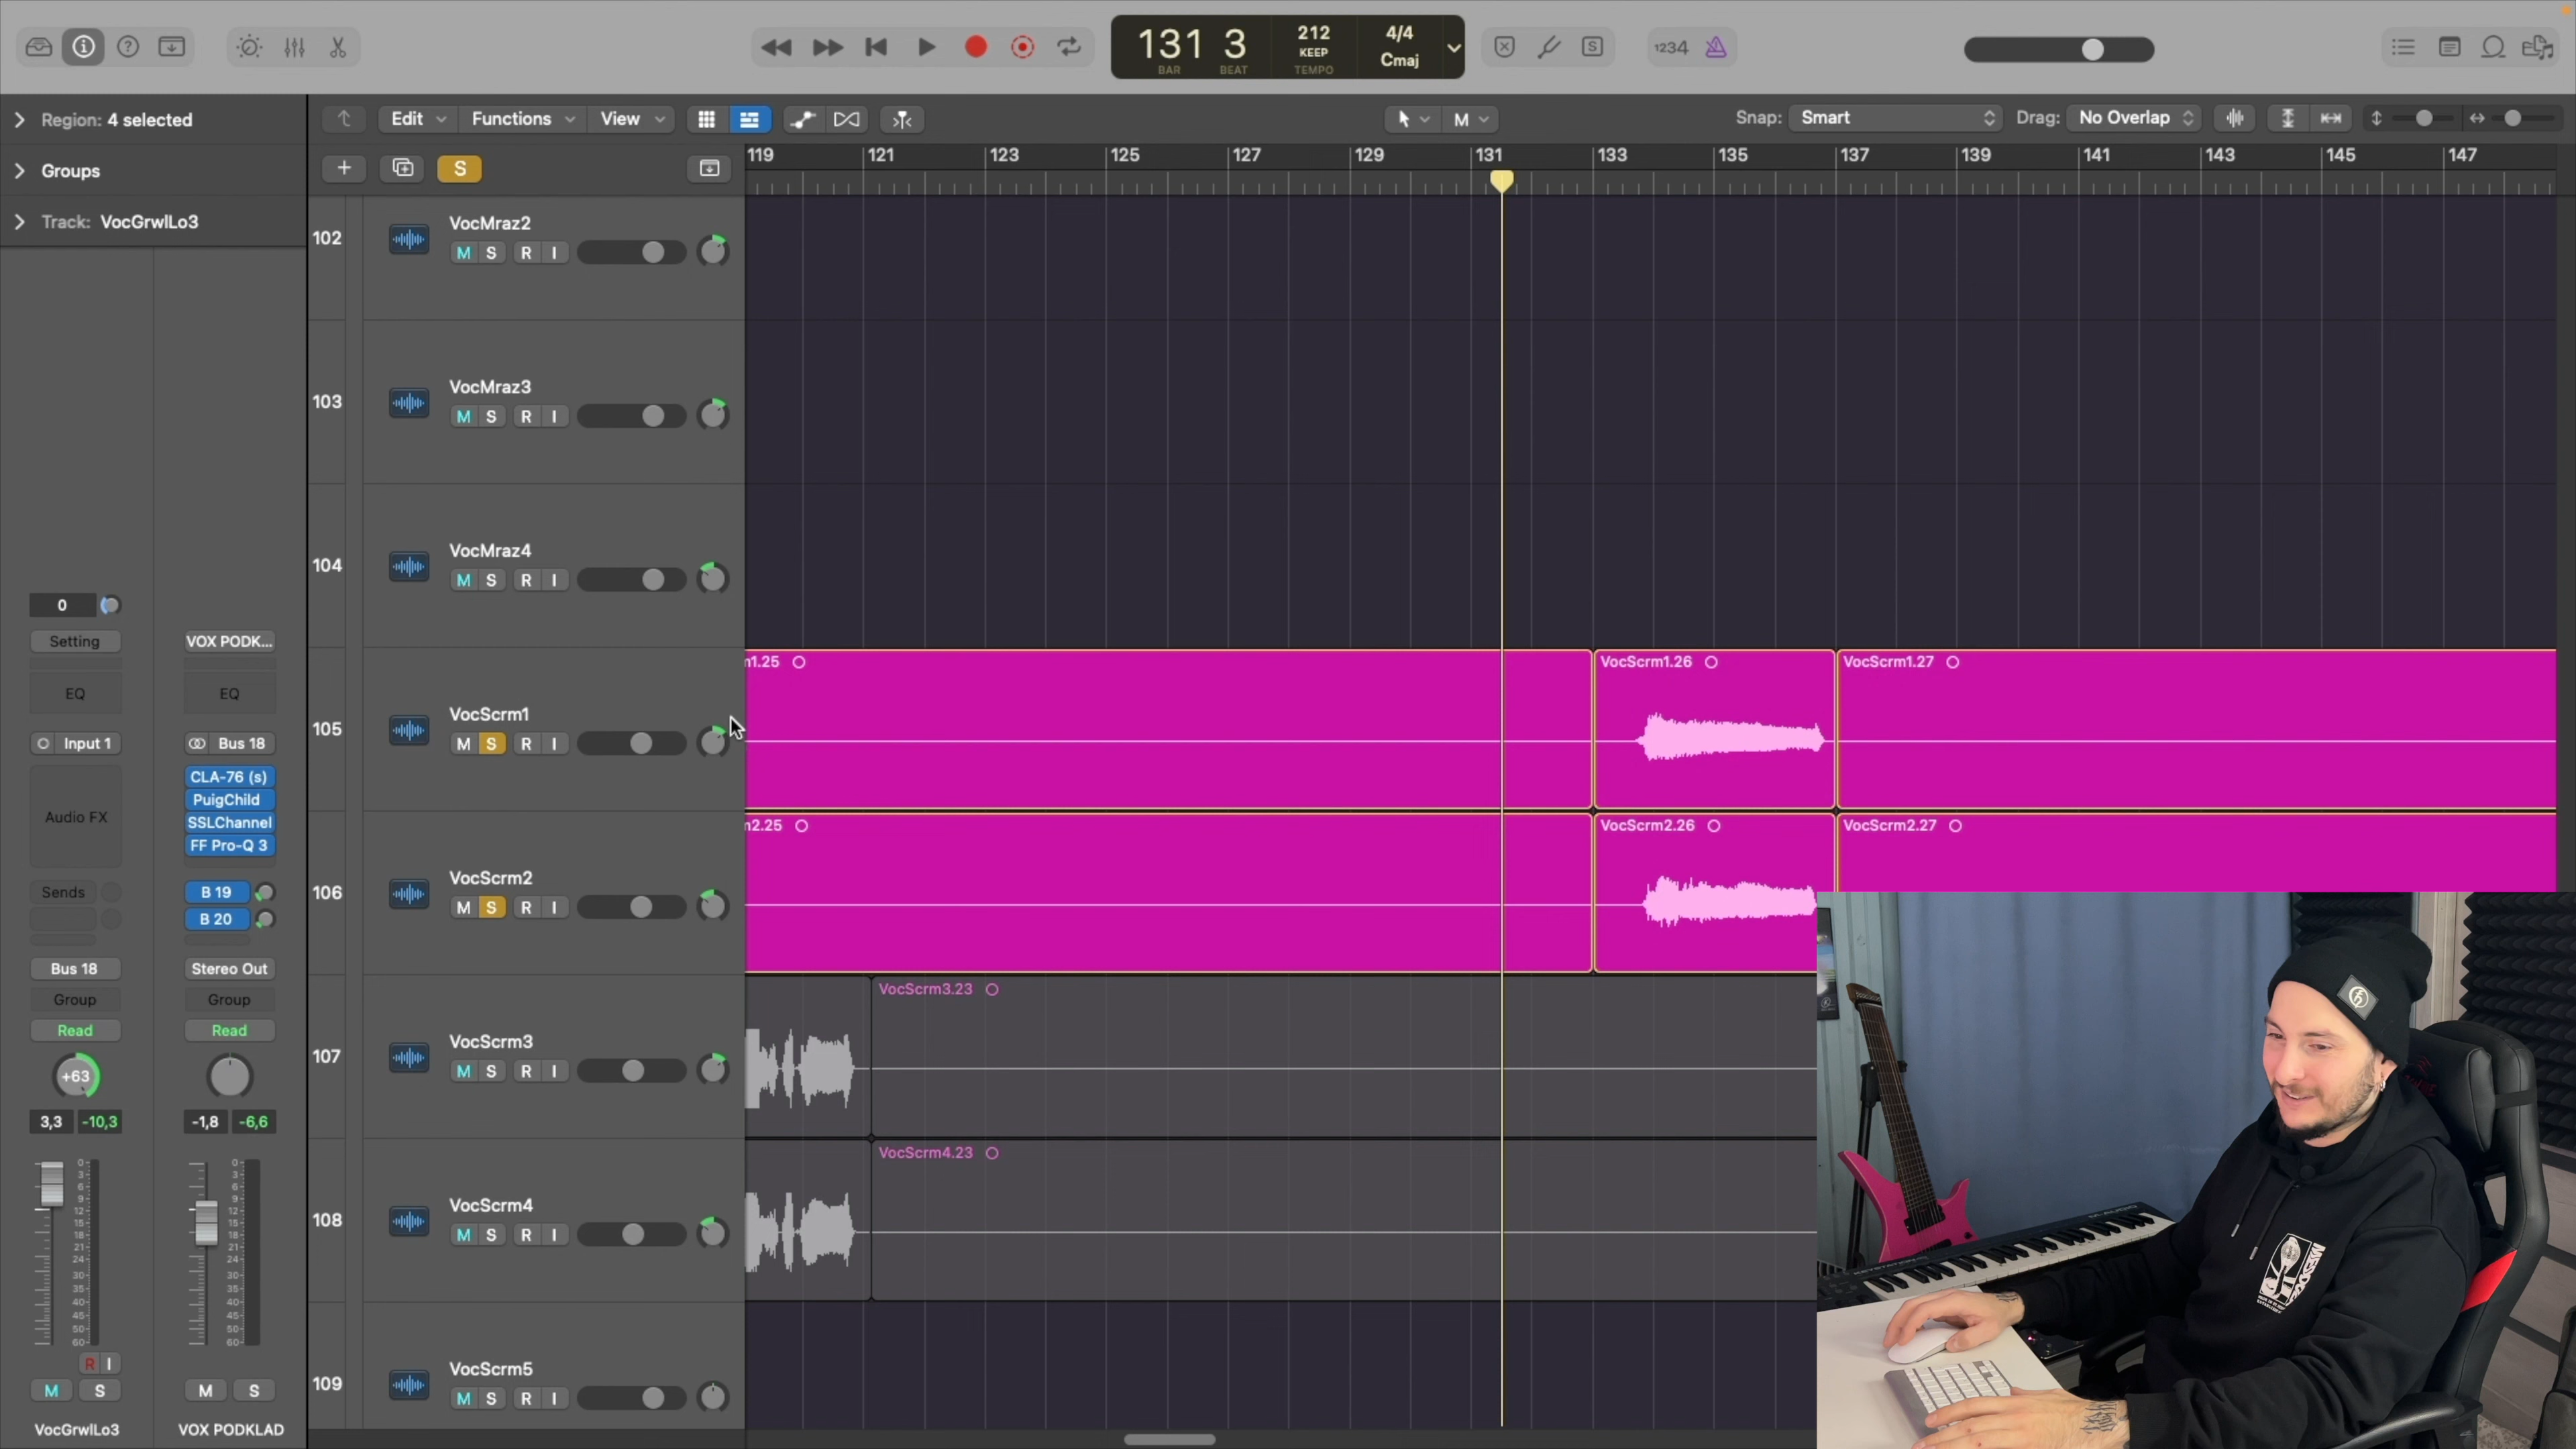 131 3
BAR BEAT
212
KEEP
TEMPO
4/4
Cmaj
1234
Region: 4 selected
Edit Functions View
M
Snap: Smart
Drag: No Overlap
Groups
S
119 121 123 125 127 129 131 133 135 137 139 141 143 145 147
Track: VocGrwlLo3
102 VocMraz2
M S R I
103 VocMraz3
M S R I
104 VocMraz4
M S R I
105 VocScrm1
M S R I
106 VocScrm2
M S R I
107 VocScrm3
M S R I
108 VocScrm4
M S R I
109 VocScrm5
M S R I
VocScrm1.26
VocScrm1.27
VocScrm2.26
VocScrm2.27
VocScrm3.23
VocScrm4.23
0
Setting VOX PODK...
EQ EQ
Input 1 Bus 18
Audio FX
CLA-76 (s)
PuigChild
SSLChannel
FF Pro-Q 3
Sends B 19
B 20
Bus 18 Stereo Out
Group Group
Read Read
+63
3,3 -10,3 -1,8 -6,6
R I
M S M S
VocGrwlLo3 VOX PODKLAD